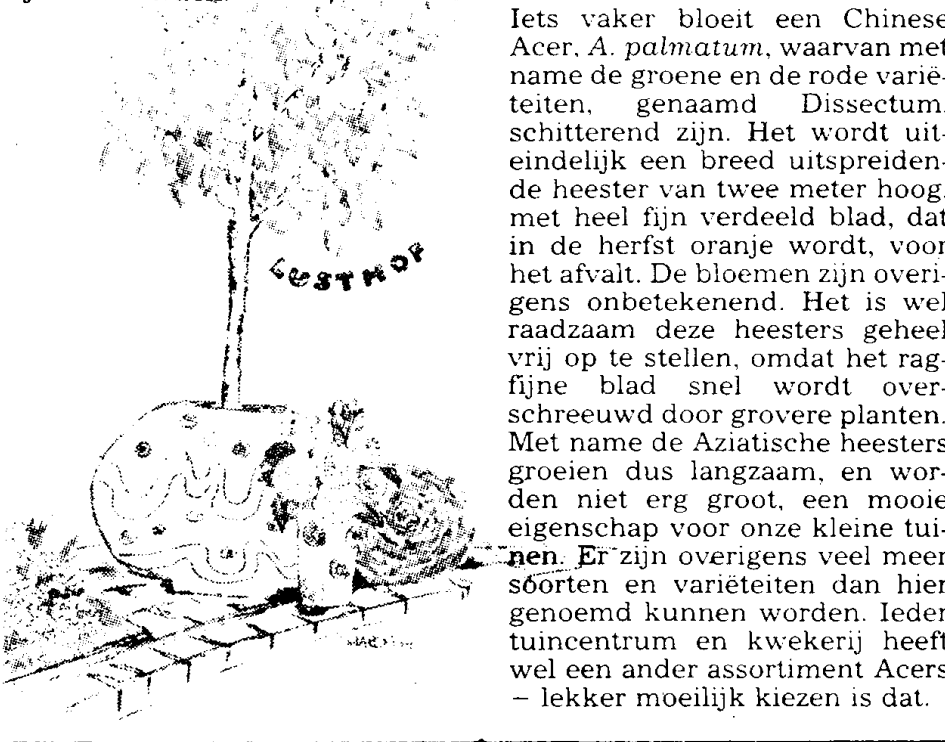 LUSTHOF
Iets vaker bloeit een Chinese
Acer, A. palmatum, waarvan met
name de groene en de rode varië-
teiten, genaamd Dissectum,
schitterend zijn. Het wordt uit-
eindelijk een breed uitspreiden-
de heester van twee meter hoog,
met heel fijn verdeeld blad, dat
in de herfst oranje wordt, voor
het afvalt. De bloemen zijn overi-
gens onbetekenend. Het is wel
raadzaam deze heesters geheel
vrij op te stellen, omdat het rag-
fijne blad snel wordt over-
schreeuwd door grovere planten.
Met name de Aziatische heesters
groeien dus langzaam, en wor-
den niet erg groot, een mooie
eigenschap voor onze kleine tui-
nen. Er zijn overigens veel meer
soorten en variëteiten dan hier
genoemd kunnen worden. Ieder
tuincentrum en kwekerij heeft
wel een ander assortiment Acers
– lekker moeilijk kiezen is dat.